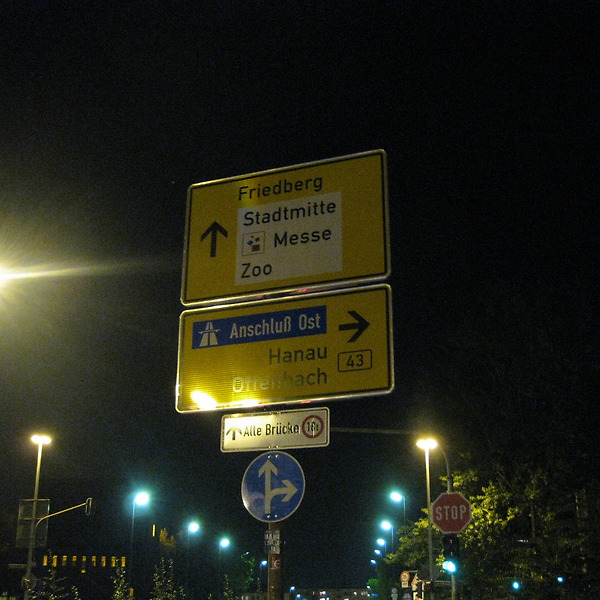 Friedberg
Stadtmitte
Messe
Zoo
Anschluß Ost
Hanau
43
Offenbach
Alte Brücke
STOP